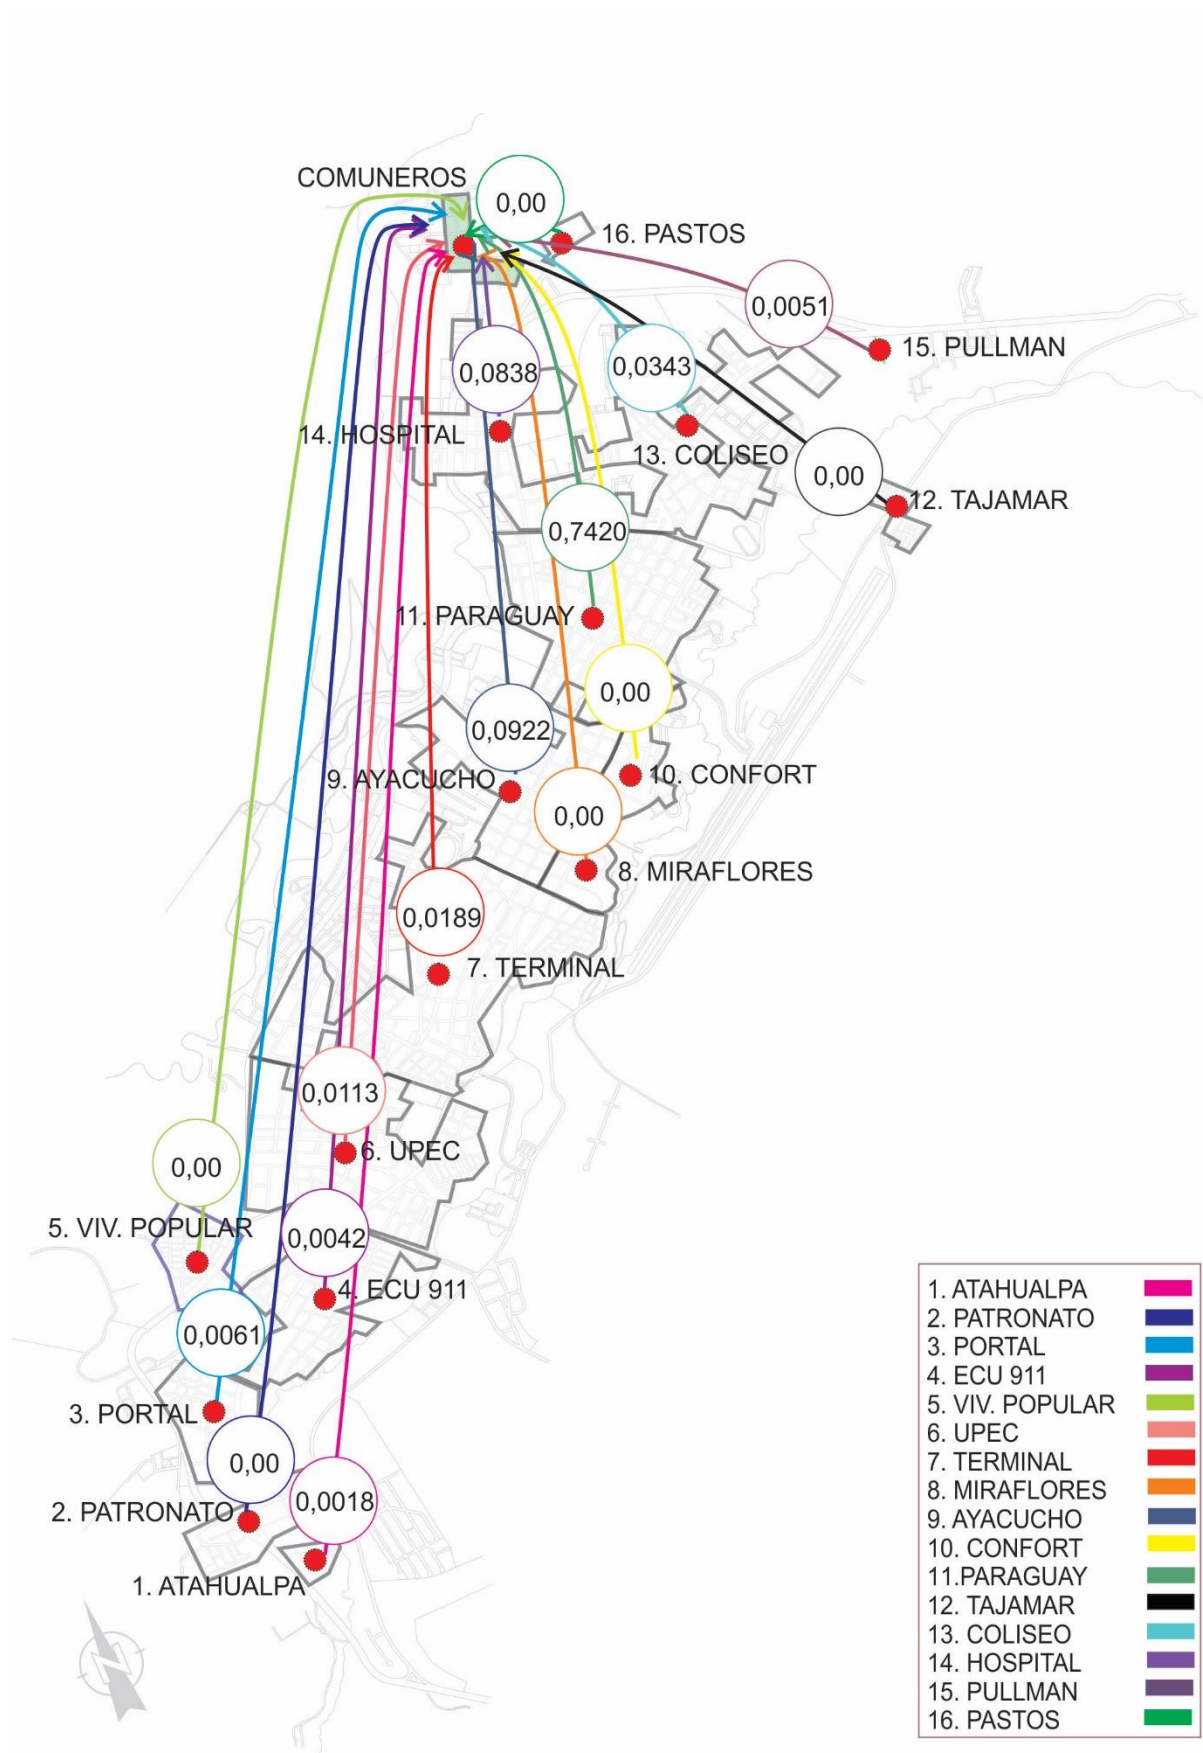 COMUNEROS
0,00
16. PASTOS
0,0051
15. PULLMAN
0,0838
0,0343
14. HOSPITAL
13. COLISEO
0,00
12. TAJAMAR
0,7420
11. PARAGUAY
0,00
0,0922
9. AYACUCHO
10. CONFORT
0,00
8. MIRAFLORES
0,0189
7. TERMINAL
0,0113
6. UPEC
0,00
5. VIV. POPULAR
0,0042
4. ECU 911
0,0061
3. PORTAL
0,00
0,0018
2. PATRONATO
1. ATAHUALPA
1. ATAHUALPA
2. PATRONATO
3. PORTAL
4. ECU 911
5. VIV. POPULAR
6. UPEC
7. TERMINAL
8. MIRAFLORES
9. AYACUCHO
10. CONFORT
11.PARAGUAY
12. TAJAMAR
13. COLISEO
14. HOSPITAL
15. PULLMAN
16. PASTOS